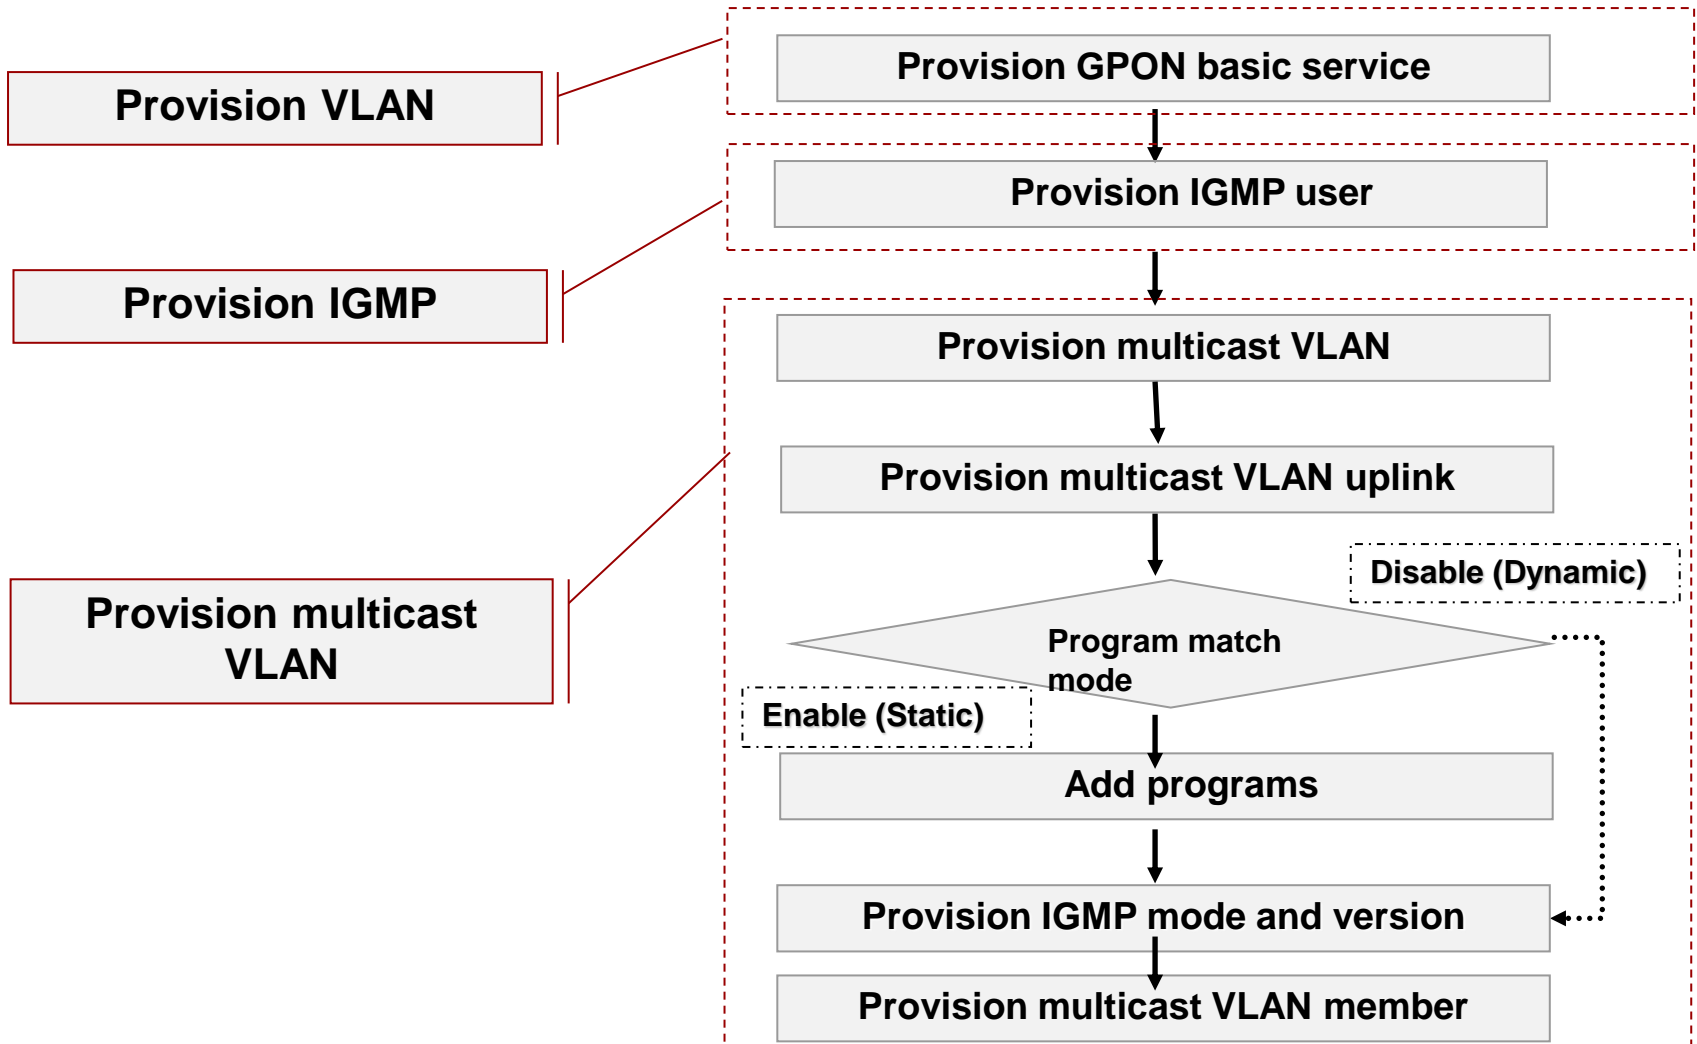 Provision GPON basic service
Provision VLAN
Provision IGMP user
Provision IGMP
Provision multicast VLAN
Provision multicast VLAN uplink
Disable (Dynamic)
Provision multicast
VLAN
Program match
mode
Enable (Static)
Add programs
Provision IGMP mode and version
Provision multicast VLAN member